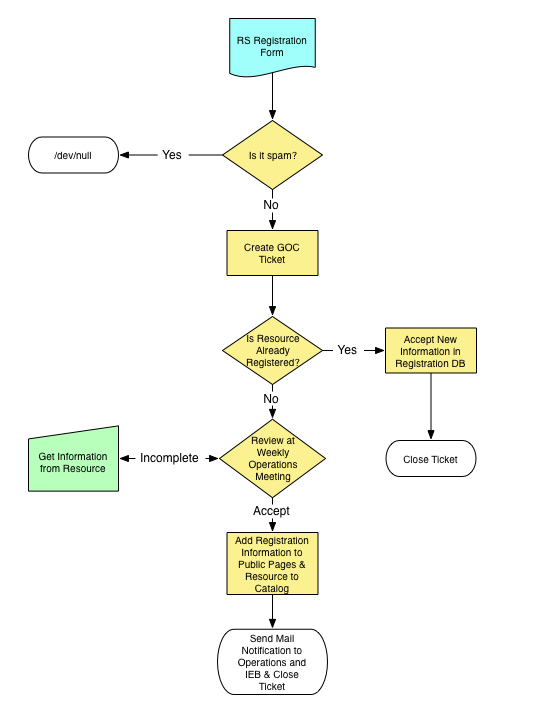 RS Registration
Form
Is it spam?
Yes
/dev/null
No
Create GOC
Ticket
Is Resource
Already
Registered?
Yes
Accept New
Information in
Registration DB
Close Ticket
No
Review at
Weekly
Operations
Meeting
Incomplete
Get Information
from Resource
Accept
Add Registration
Information to
Public Pages &
Resource to
Catalog
Send Mail
Notification to
Operations and
IEB & Close
Ticket